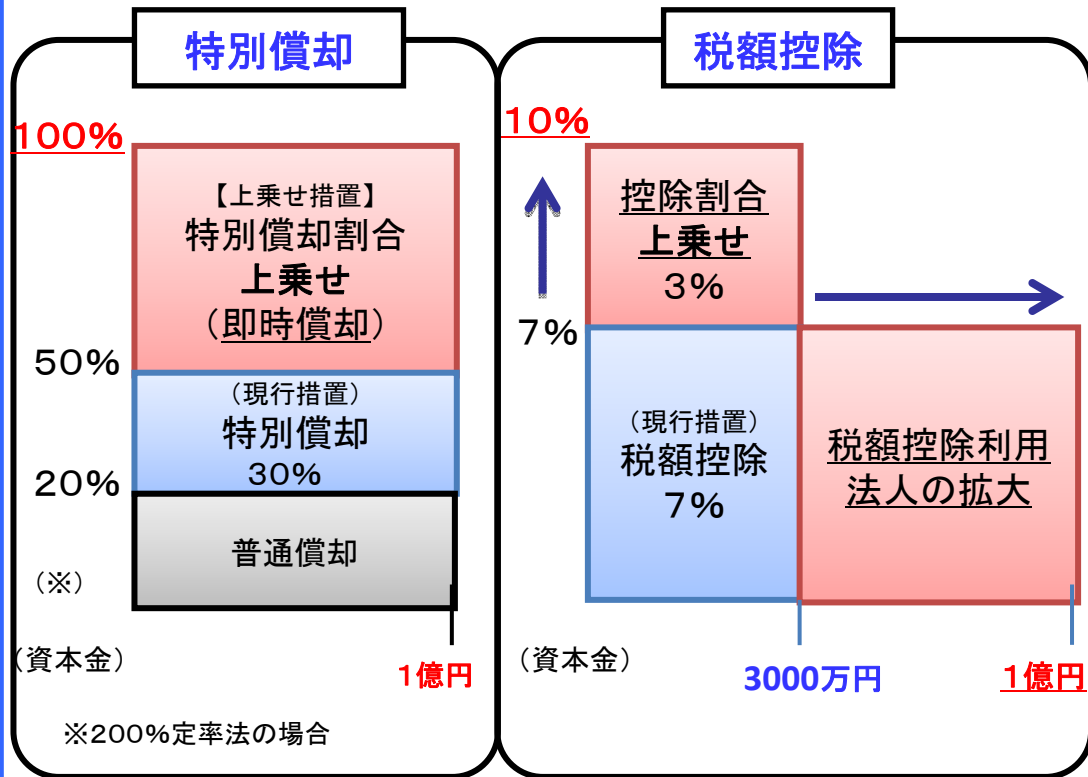 特別償却
100%
【上乗せ措置】
特別償却割合
上乗せ
(即時償却)
50%
(現行措置)
特別償却
30%
20%
普通償却
(※)
(資本金)
1億円
※200%定率法の場合
税額控除
10%
控除割合
上乗せ
3%
7%
(現行措置)
税額控除
7%
税額控除利用
法人の拡大
(資本金)
3000万円
1億円